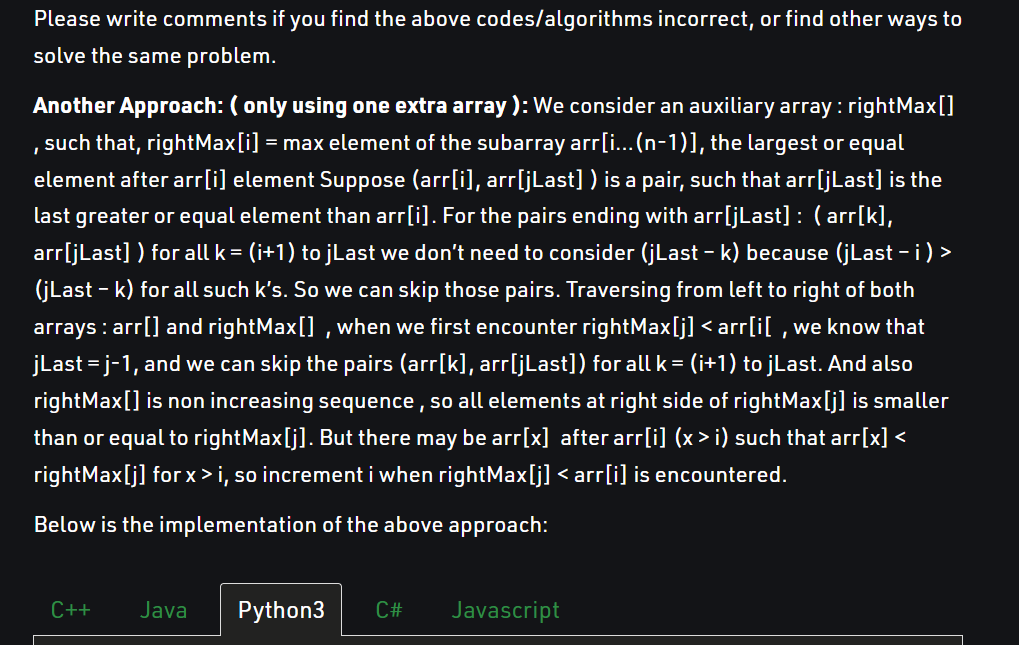 Please write comments if you find the above codes/algorithms incorrect, or find other ways to
solve the same problem.
Another Approach: ( only using one extra array ): We consider an auxiliary array : rightMax[]
, such that, rightMax[i] = max element of the subarray arr[i...(n-1)], the largest or equal
element after arr[i] element Suppose (arr[i], arr[jLast] ) is a pair, such that arr[jLast] is the
last greater or equal element than arr[i]. For the pairs ending with arr[jLast] :  ( arr[k],
arr[jLast] ) for all k = (i+1) to jLast we don't need to consider (jLast – k) because (jLast – i ) >
(jLast – k) for all such k's. So we can skip those pairs. Traversing from left to right of both
arrays : arr[] and rightMax[]  , when we first encounter rightMax[j] < arr[i[  , we know that
jLast = j-1, and we can skip the pairs (arr[k], arr[jLast]) for all k = (i+1) to jLast. And also
rightMax[] is non increasing sequence , so all elements at right side of rightMax[j] is smaller
than or equal to rightMax[j]. But there may be arr[x]  after arr[i] (x > i) such that arr[x] <
rightMax[j] for x > i, so increment i when rightMax[j] < arr[i] is encountered.
Below is the implementation of the above approach:
C++ Java Python3 C# Javascript